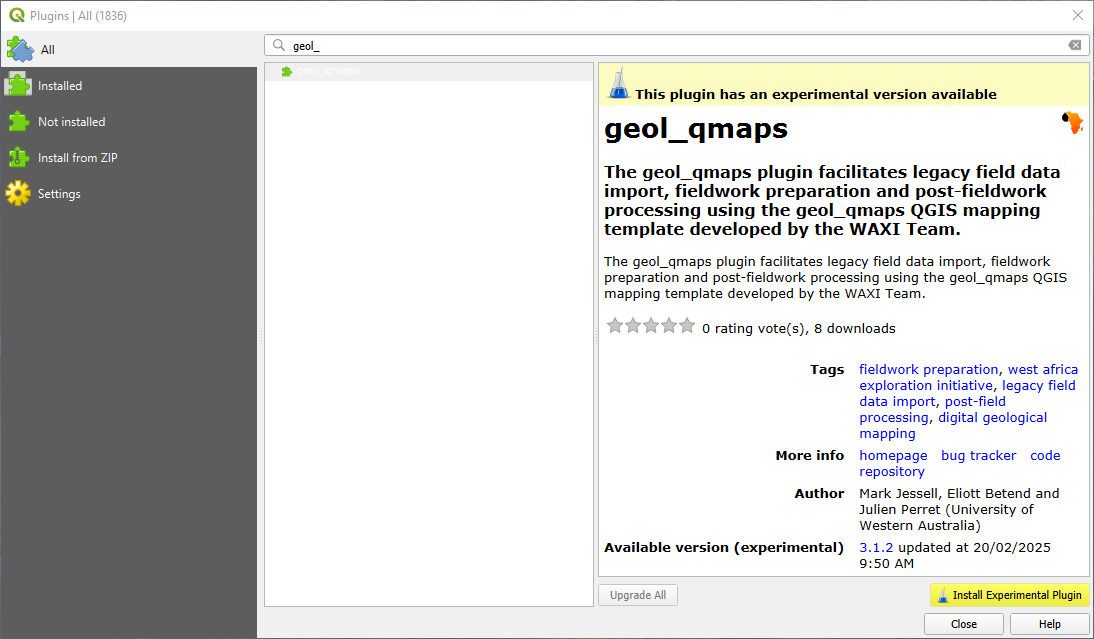 Plugins | All (1836)
All
Installed
Not installed
Install from ZIP
Settings
geol_
geol_qmaps
This plugin has an experimental version available
geol_qmaps
The geol_qmaps plugin facilitates legacy field data
import, fieldwork preparation and post-fieldwork
processing using the geol_qmaps QGIS mapping
template developed by the WAXI Team.
The geol_qmaps plugin facilitates legacy field data import, fieldwork
preparation and post-fieldwork processing using the geol_qmaps QGIS
mapping template developed by the WAXI Team.
0 rating vote(s), 8 downloads
Tags fieldwork preparation, west africa
exploration initiative, legacy field
data import, post-field
processing, digital geological
mapping
More info homepage bug tracker code
repository
Author Mark Jessell, Eliott Betend and
Julien Perret (University of
Western Australia)
Available version (experimental) 3.1.2 updated at 20/02/2025
9:50 AM
Upgrade All
Install Experimental Plugin
Close
Help